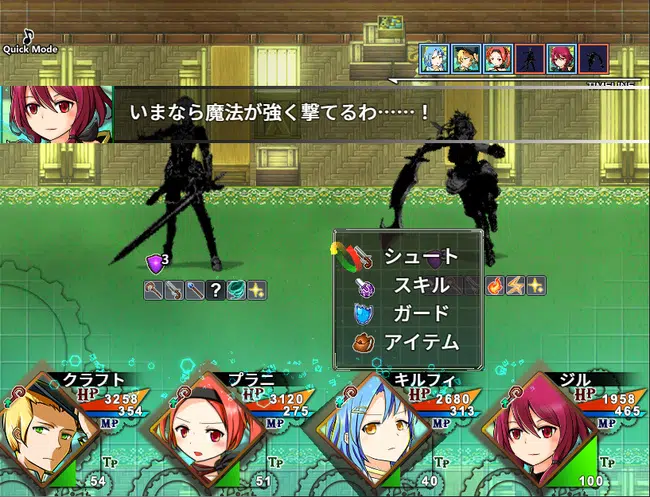 Quick Mode
TIMELINE
いまなら魔法が強く撃てるわ……！
3
?
シュート
スキル
ガード
アイテム
クラフト
HP 3258
354 MP
TP 54
プラニ
HP 3120
275 MP
TP 51
キルフィ
HP 2680
313 MP
TP 40
ジル
HP 1958
465 MP
TP 100